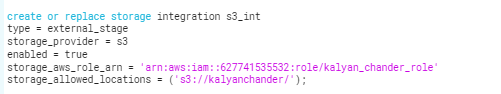 create or replace storage integration s3_int
type = external_stage
storage_provider = s3
enabled = true
storage_aws_role_arn = 'arn:aws:iam::627741535532:role/kalyan_chander_role'
storage_allowed_locations = ('s3://kalyanchander/');